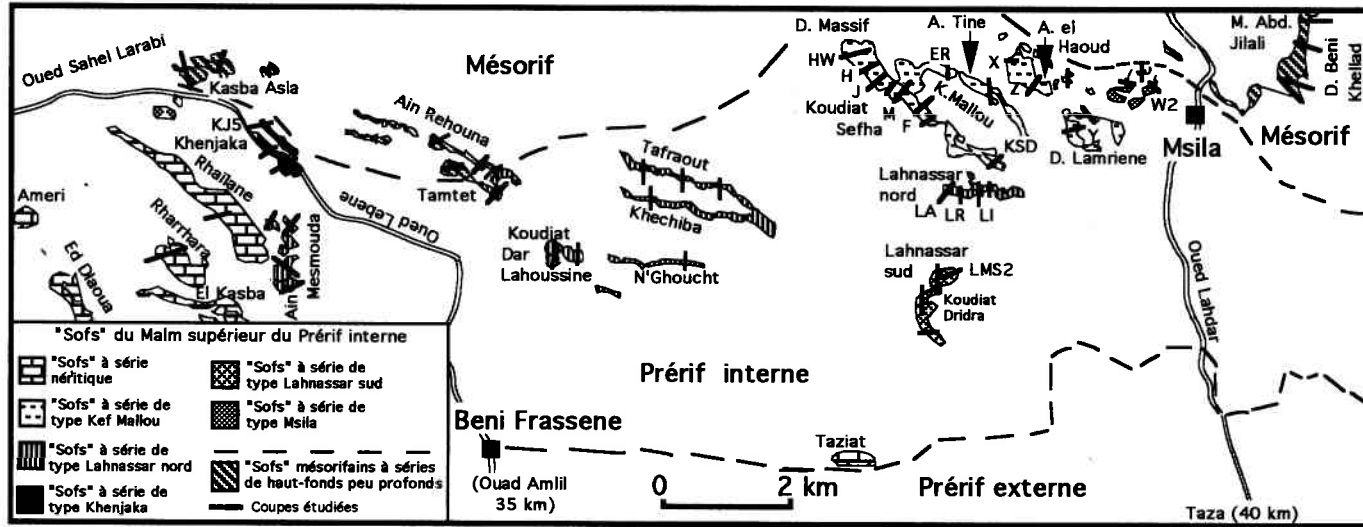 Oued Sahel Larabi
Kasba Asla
Mésorif
D. Massif
A. Tine
A. el
Haoud
M. Abd.
Jilali
D. Beni
Khellad
HW
H
J
M
F
ER
K. Mallou
X
Z
W2
Koudiat
Sefha
KSD
Y
D. Lamriene
Msila
Mésorif
KJ5
Khenjaka
Ain Rehouna
Tamtet
Tafraout
Khechiba
Lahnassar
nord
LA
LR
LI
Ameri
Rhailane
Rharrhara
Oued Lebene
Ed Diaoua
El Kasba
Ain
Mesmouda
Koudiat
Dar
Lahoussine
N'Ghoucht
Lahnassar
sud
LMS2
Koudiat
Dridra
Oued Lahdar
"Sofs" du Malm supérieur du Prérif interne
"Sofs" à série
néritique
"Sofs" à série de
type Kef Mallou
"Sofs" à série de
type Lahnassar nord
"Sofs" à série de
type Khenjaka
"Sofs" à série de
type Lahnassar sud
"Sofs" à série de
type Msila
"Sofs" mésorifains à séries
de haut-fonds peu profonds
Coupes étudiées
Prérif interne
Beni Frassene
(Ouad Amlil
35 km)
Taziat
0 2 km
Prérif externe
Taza (40 km)